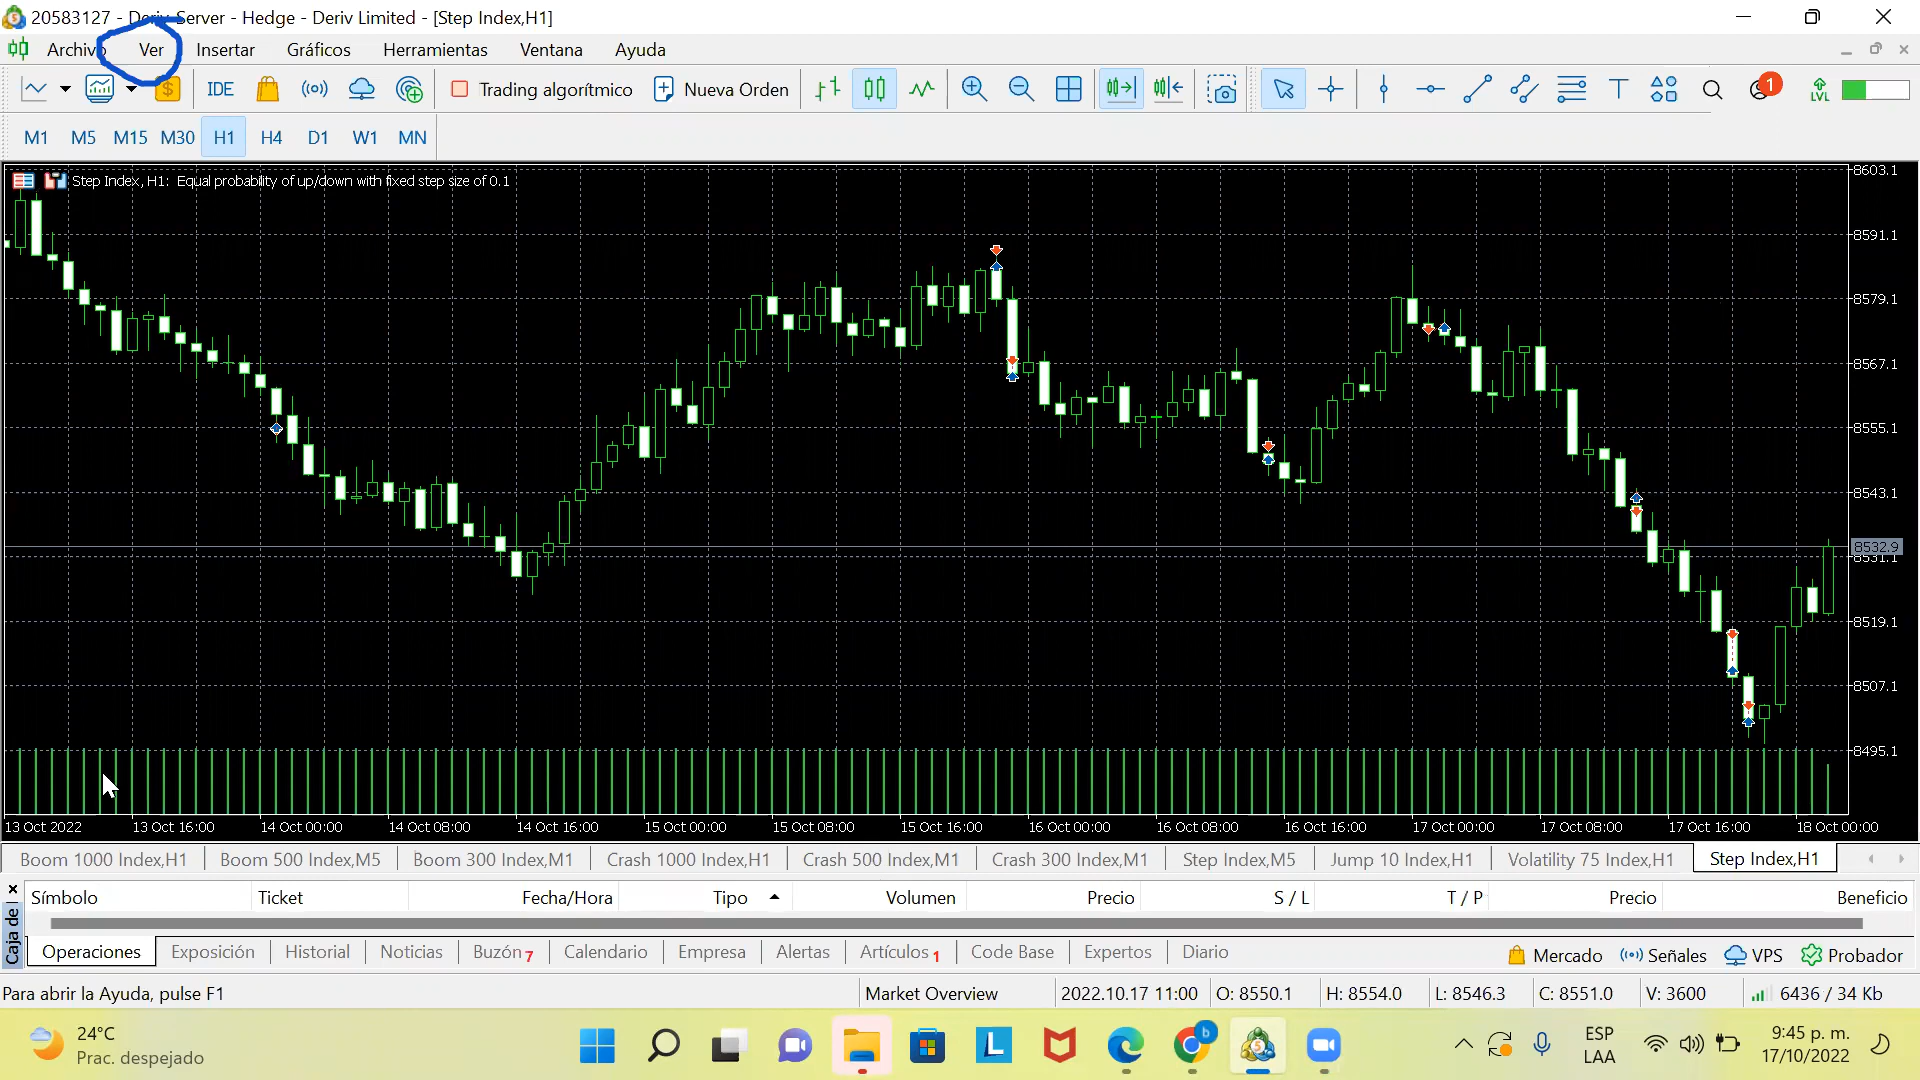 20583127 - Deriv-Server - Hedge - Deriv Limited - [Step Index,H1]
Archivo Ver Insertar Gráficos Herramientas Ventana Ayuda
IDE Trading algorítmico Nueva Orden T 1 LVL
M1 M5 M15 M30 H1 H4 D1 W1 MN
Step Index, H1: Equal probability of up/down with fixed step size of 0.1
8603.1
8591.1
8579.1
8567.1
8555.1
8543.1
8532.9
8531.1
8519.1
8507.1
8495.1
13 Oct 2022 13 Oct 16:00 14 Oct 00:00 14 Oct 08:00 14 Oct 16:00 15 Oct 00:00 15 Oct 08:00 15 Oct 16:00 16 Oct 00:00 16 Oct 08:00 16 Oct 16:00 17 Oct 00:00 17 Oct 08:00 17 Oct 16:00 18 Oct 00:00
Boom 1000 Index,H1 Boom 500 Index,M5 Boom 300 Index,M1 Crash 1000 Index,H1 Crash 500 Index,M1 Crash 300 Index,M1 Step Index,M5 Jump 10 Index,H1 Volatility 75 Index,H1 Step Index,H1
Símbolo Ticket Fecha/Hora Tipo Volumen Precio S / L T / P Precio Beneficio
Caja de
Operaciones Exposición Historial Noticias Buzón 7 Calendario Empresa Alertas Artículos 1 Code Base Expertos Diario Mercado Señales VPS Probador
Para abrir la Ayuda, pulse F1 Market Overview 2022.10.17 11:00 O: 8550.1 H: 8554.0 L: 8546.3 C: 8551.0 V: 3600 6436 / 34 Kb
24°C ESP 9:45 p. m.
Prac. despejado LAA 17/10/2022